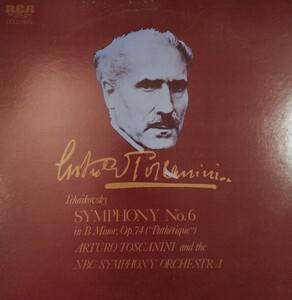 RCA
Arturo Toscanini
Tchaikovsky
SYMPHONY No. 6
in B Minor, Op. 74 ("Pathétique")
ARTURO TOSCANINI and the
NBC SYMPHONY ORCHESTRA